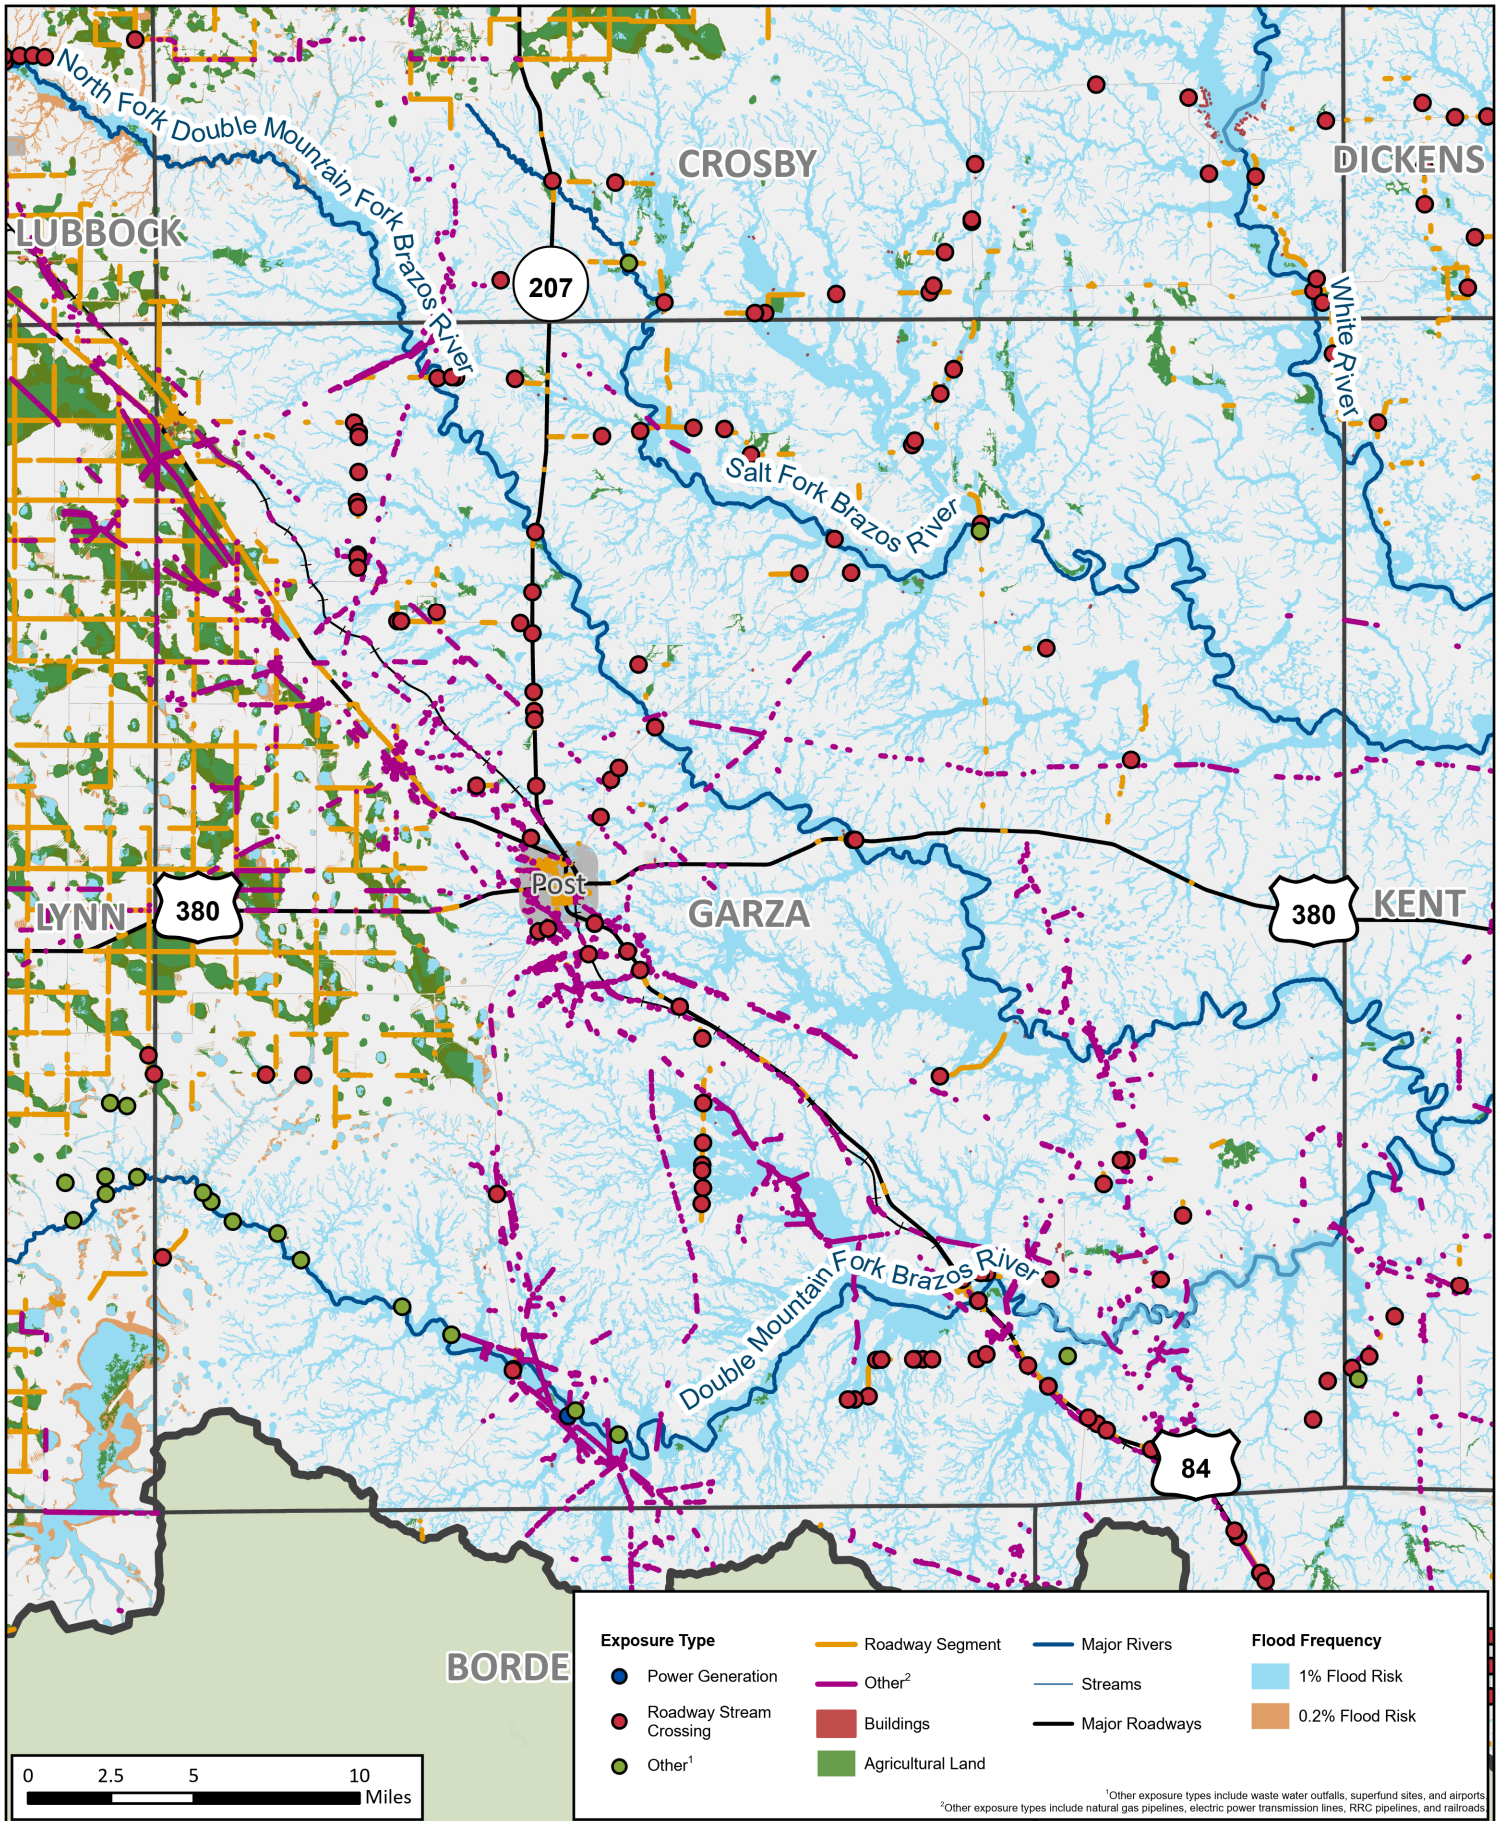 North Fork Double Mountain Fork Brazos River
CROSBY
DICKENS
LUBBOCK
207
White River
Salt Fork Brazos River
Post
LYNN
380
GARZA
380
KENT
Double Mountain Fork Brazos River
84
BORDE
Exposure Type
Power Generation
Roadway Stream
Crossing
Other1
Roadway Segment
Other2
Buildings
Agricultural Land
Major Rivers
Streams
Major Roadways
Flood Frequency
1% Flood Risk
0.2% Flood Risk
0 2.5 5 10
Miles
1Other exposure types include waste water outfalls, superfund sites, and airports.
2Other exposure types include natural gas pipelines, electric power transmission lines, RRC pipelines, and railroads.